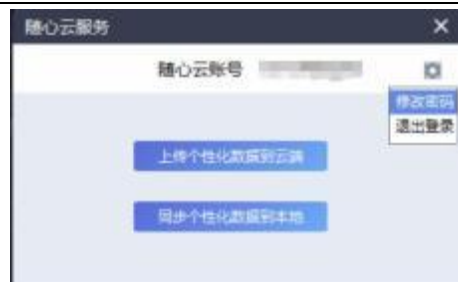 随心云服务
随心云账号
修改密码
退出登录
上传个性化数据到云端
同步个性化数据到本地